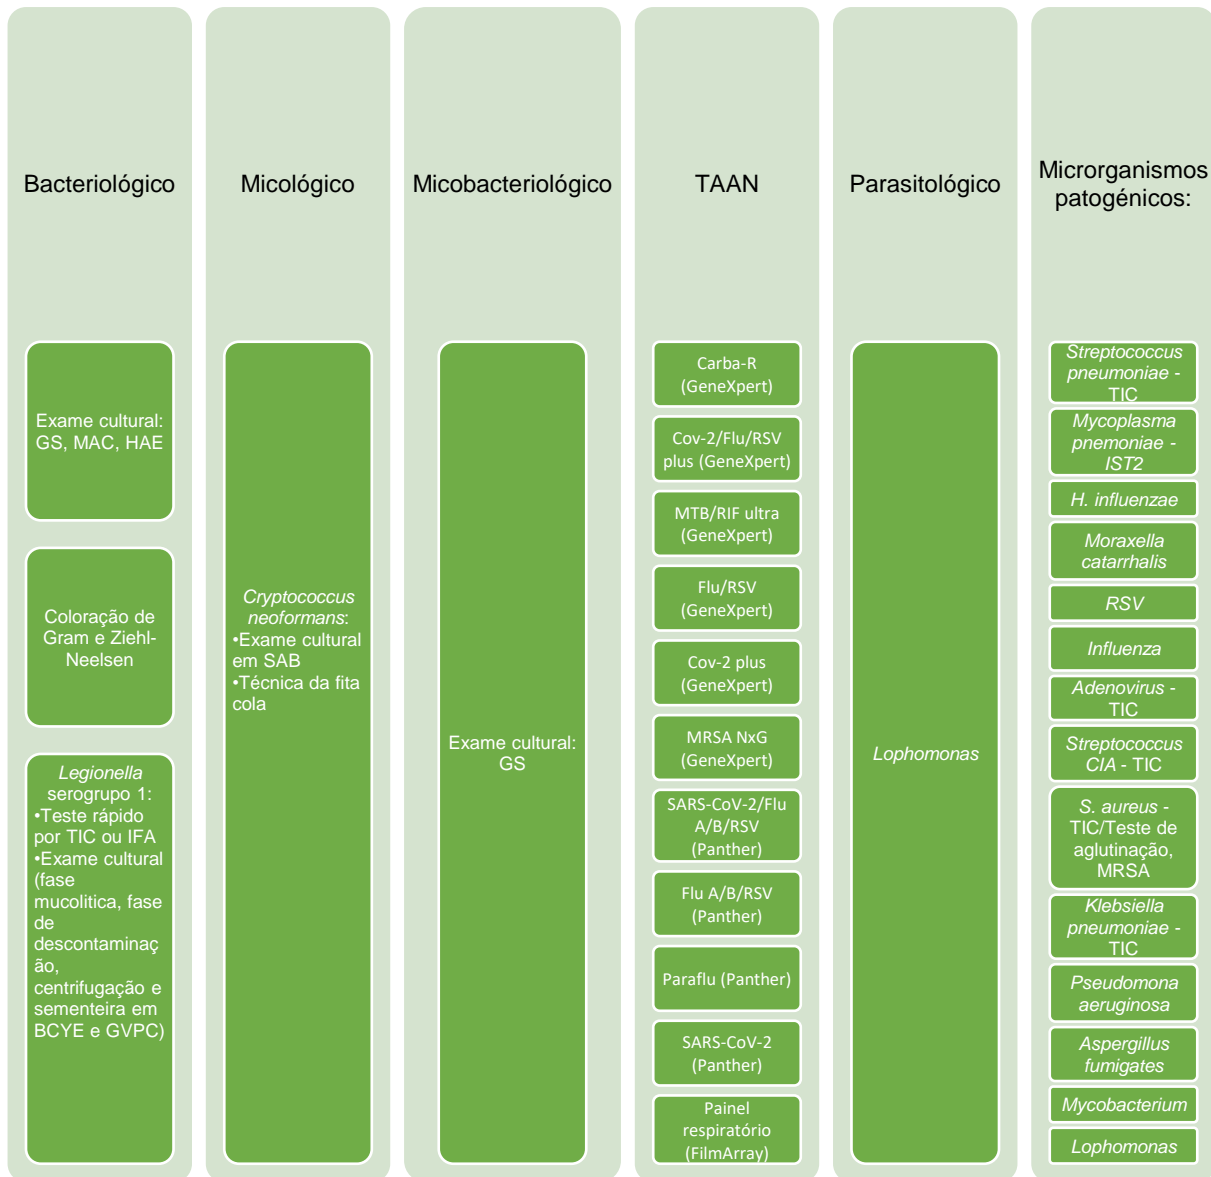 Bacteriológico
Exame cultural:
GS, MAC, HAE
Coloração de
Gram e Ziehl-
Neelsen
Legionella
serogrupo 1:
•Teste rápido
por TIC ou IFA
•Exame cultural
(fase
mucolitica, fase
de
descontaminaç
ão,
centrifugação e
sementeira em
BCYE e GVPC)
Micológico
Cryptococcus
neoformans:
•Exame cultural
em SAB
•Técnica da fita
cola
Micobacteriológico
Exame cultural:
GS
TAAN
Carba-R
(GeneXpert)
Cov-2/Flu/RSV
plus (GeneXpert)
MTB/RIF ultra
(GeneXpert)
Flu/RSV
(GeneXpert)
Cov-2 plus
(GeneXpert)
MRSA NxG
(GeneXpert)
SARS-CoV-2/Flu
A/B/RSV
(Panther)
Flu A/B/RSV
(Panther)
Paraflu (Panther)
SARS-CoV-2
(Panther)
Painel
respiratório
(FilmArray)
Parasitológico
Lophomonas
Microrganismos
patogénicos:
Streptococcus
pneumoniae -
TIC
Mycoplasma
pnemoniae -
IST2
H. influenzae
Moraxella
catarrhalis
RSV
Influenza
Adenovirus -
TIC
Streptococcus
CIA - TIC
S. aureus -
TIC/Teste de
aglutinação,
MRSA
Klebsiella
pneumoniae -
TIC
Pseudomona
aeruginosa
Aspergillus
fumigates
Mycobacterium
Lophomonas